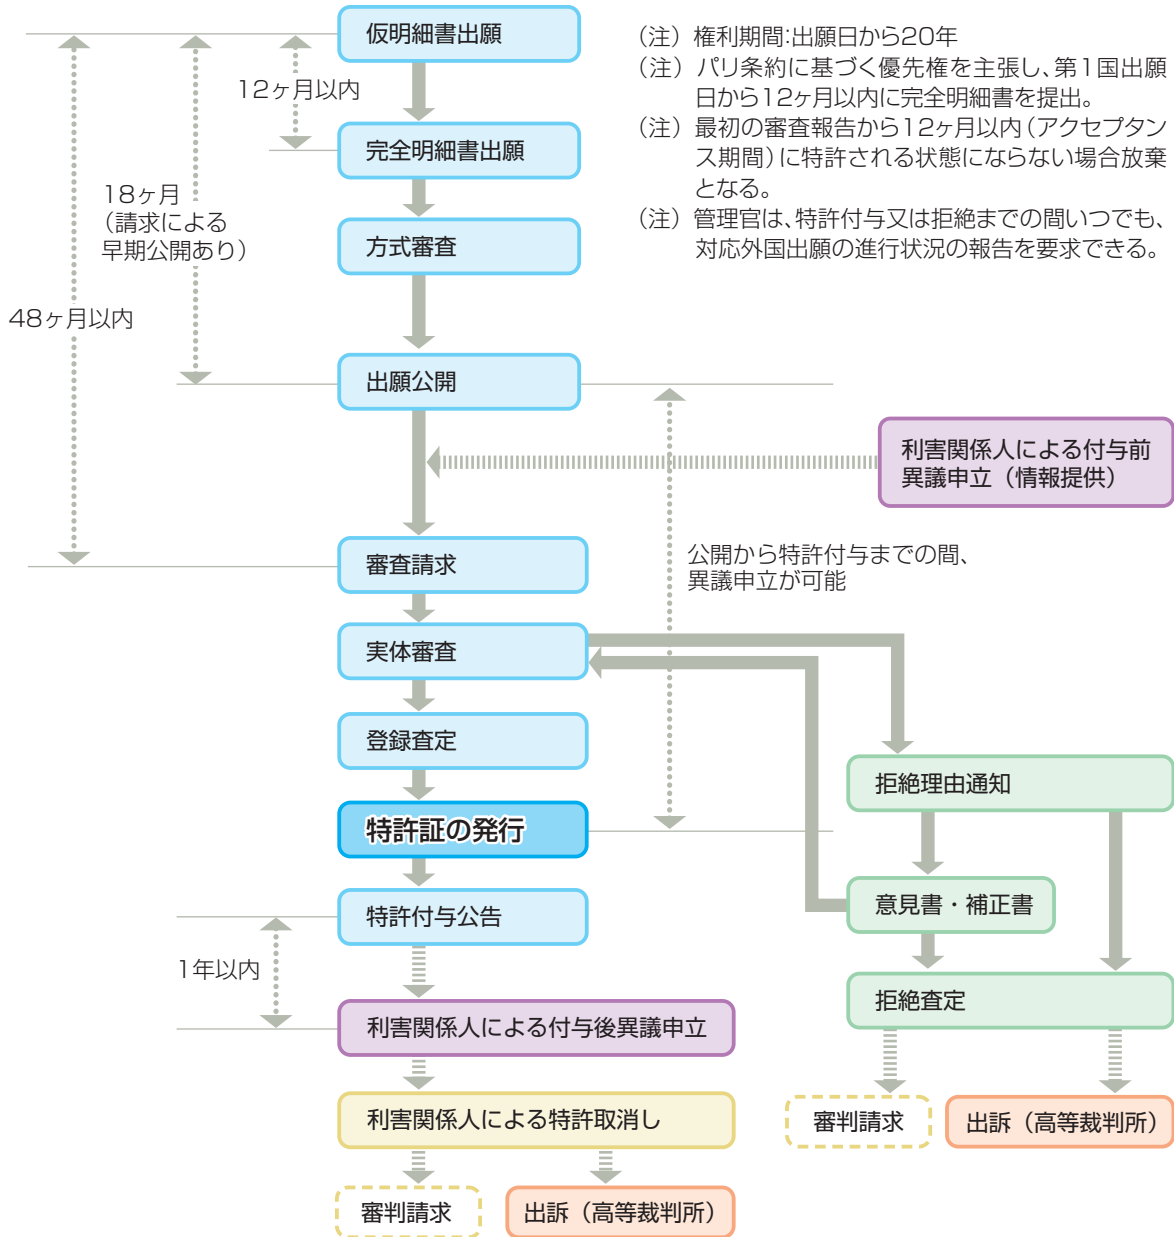 仮明細書出願
12ヶ月以内
完全明細書出願
18ヶ月
（請求による
早期公開あり）
方式審査
48ヶ月以内
出願公開
（注）権利期間:出願日から20年
（注）パリ条約に基づく優先権を主張し、第1国出願
日から12ヶ月以内に完全明細書を提出。
（注）最初の審査報告から12ヶ月以内（アクセプタン
ス期間）に特許される状態にならない場合放棄
となる。
（注）管理官は、特許付与又は拒絶までの間いつでも、
対応外国出願の進行状況の報告を要求できる。
利害関係人による付与前
異議申立（情報提供）
公開から特許付与までの間、
異議申立が可能
審査請求
実体審査
登録査定
特許証の発行
特許付与公告
1年以内
利害関係人による付与後異議申立
利害関係人による特許取消し
審判請求
出訴（高等裁判所）
拒絶理由通知
意見書・補正書
拒絶査定
審判請求
出訴（高等裁判所）